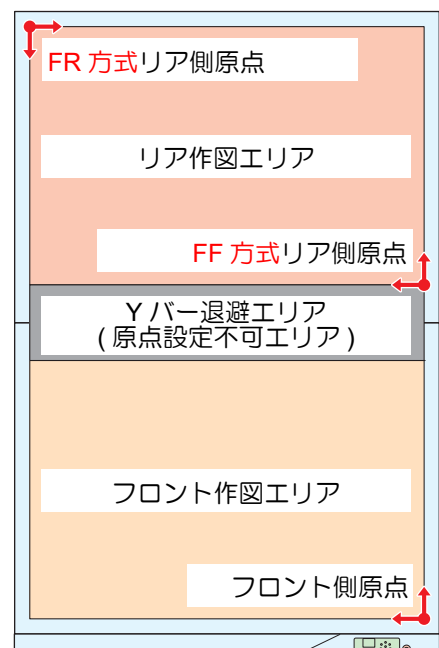 FR 方式リア側原点
リア作図エリア
FF 方式リア側原点
Y バー退避エリア
( 原点設定不可エリア )
フロント作図エリア
フロント側原点